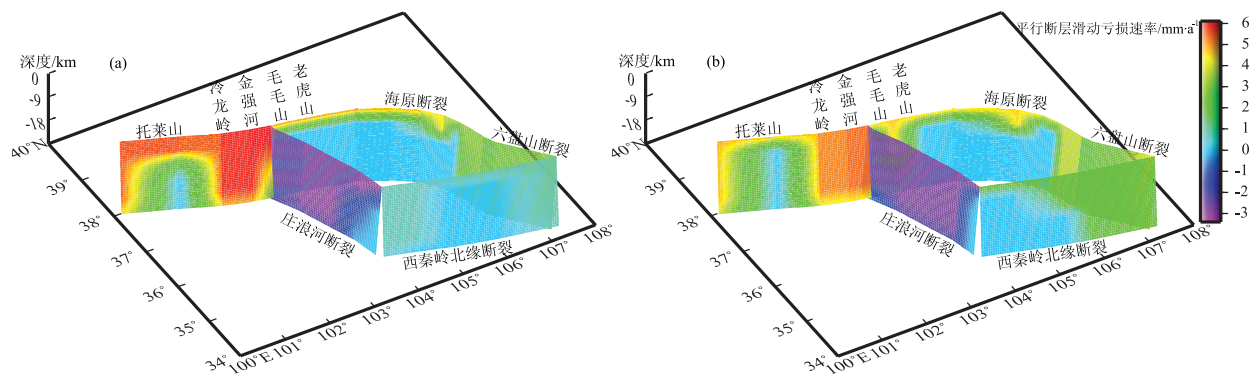 平行断层滑动亏损速率/mm·a⁻¹
深度/km
(a)
0
-9
-18
冷龙岭
金强河
毛毛山
老虎山
海原断裂
托莱山
六盘山断裂
庄浪河断裂
西秦岭北缘断裂
40°N
39°
38°
37°
36°
35°
34°
100°E
101°
102°
103°
104°
105°
106°
107°
108°
深度/km
(b)
0
-9
-18
冷龙岭
金强河
毛毛山
老虎山
海原断裂
托莱山
六盘山断裂
庄浪河断裂
西秦岭北缘断裂
40°N
39°
38°
37°
36°
35°
34°
100°E
101°
102°
103°
104°
105°
106°
107°
108°
6
5
4
3
2
1
0
-1
-2
-3